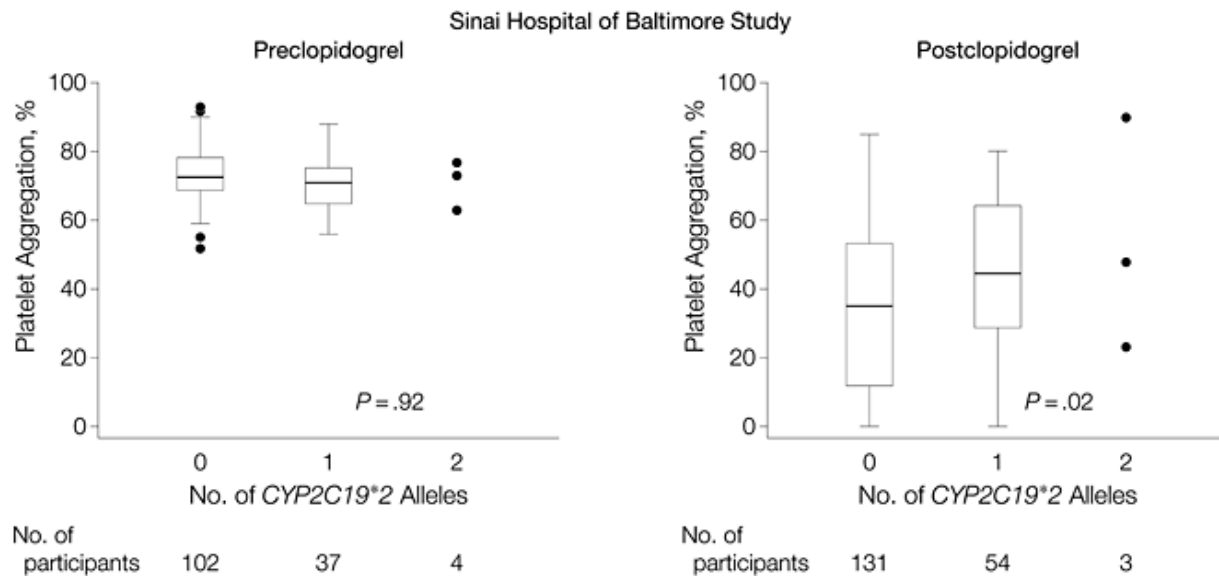 Sinai Hospital of Baltimore Study
Preclopidogrel
Platelet Aggregation, %
100
80
60
40
20
0
P = .92
0 1 2
No. of CYP2C19*2 Alleles
No. of
participants 102 37 4
Postclopidogrel
Platelet Aggregation, %
100
80
60
40
20
0
P = .02
0 1 2
No. of CYP2C19*2 Alleles
No. of
participants 131 54 3